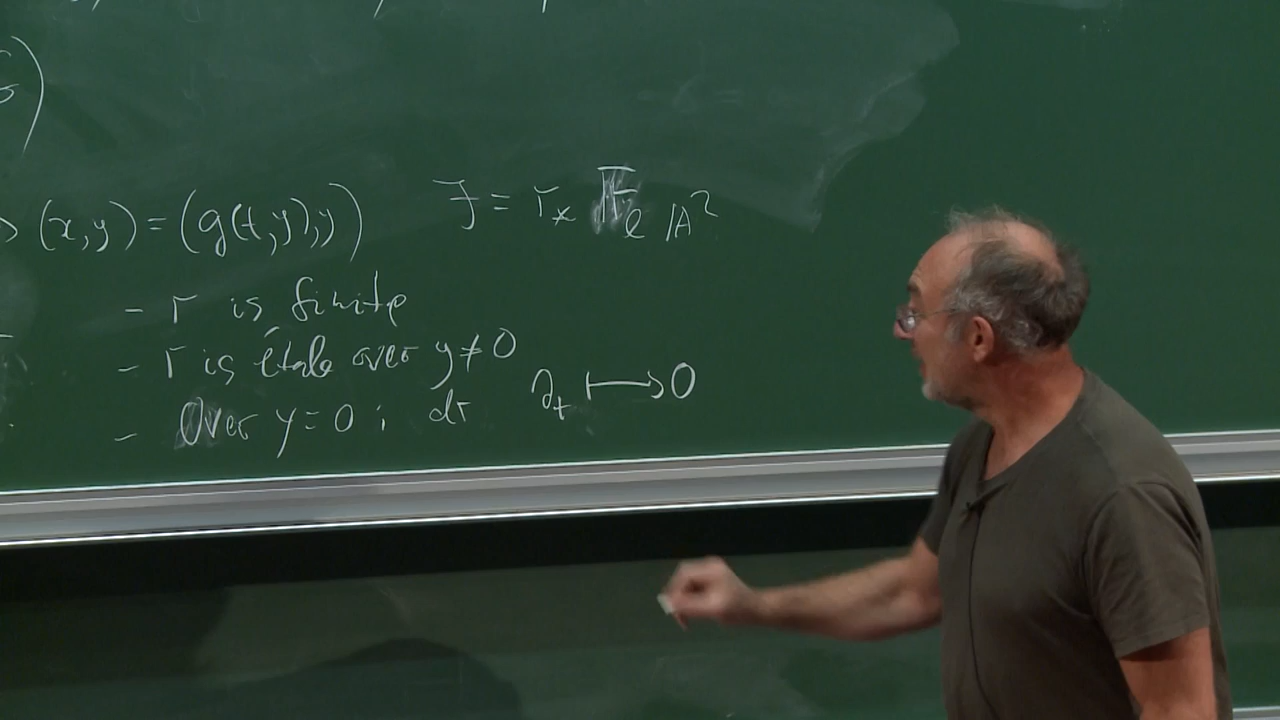 (x,y) = (g(t,y),y) F = r_* F̅_ℓ 𝔸²
- r is finite
- r is étale over y≠0
- Over y=0 ; dr ∂_t ⟼ 0